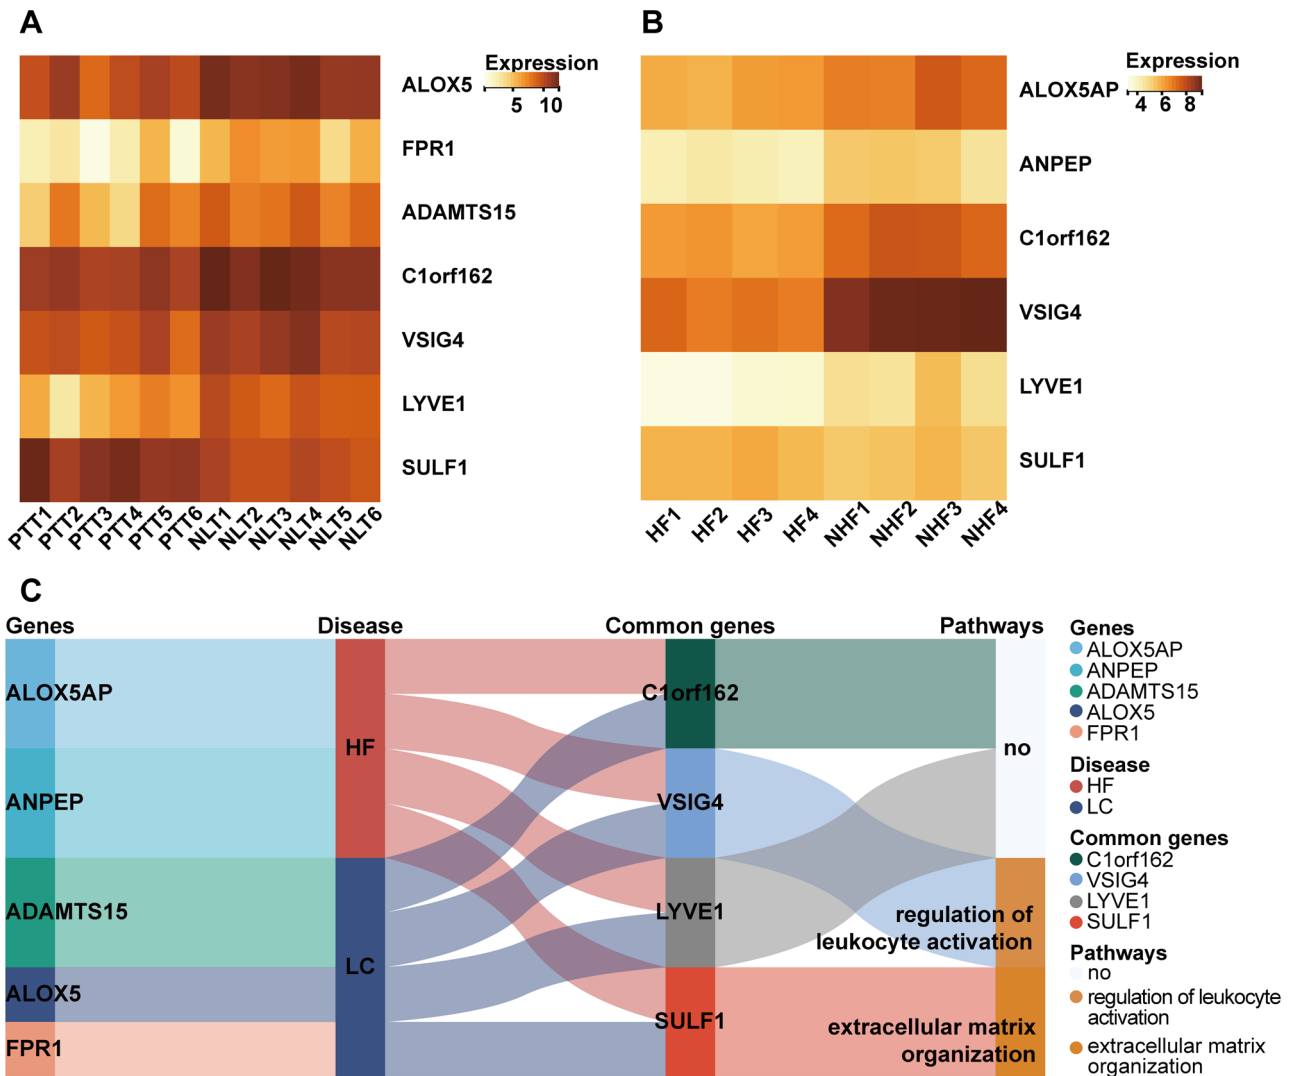 A
Expression
5 10
ALOX5
FPR1
ADAMTS15
C1orf162
VSIG4
LYVE1
SULF1
PTT1 PTT2 PTT3 PTT4 PTT5 PTT6 NLT1 NLT2 NLT3 NLT4 NLT5 NLT6
B
Expression
4 6 8
ALOX5AP
ANPEP
C1orf162
VSIG4
LYVE1
SULF1
HF1 HF2 HF3 HF4 NHF1 NHF2 NHF3 NHF4
C
Genes Disease Common genes Pathways
ALOX5AP
ANPEP
ADAMTS15
ALOX5
FPR1
HF
LC
C1orf162
VSIG4
LYVE1
SULF1
no
regulation of
leukocyte activation
extracellular matrix
organization
Genes
ALOX5AP
ANPEP
ADAMTS15
ALOX5
FPR1
Disease
HF
LC
Common genes
C1orf162
VSIG4
LYVE1
SULF1
Pathways
no
regulation of leukocyte
activation
extracellular matrix
organization